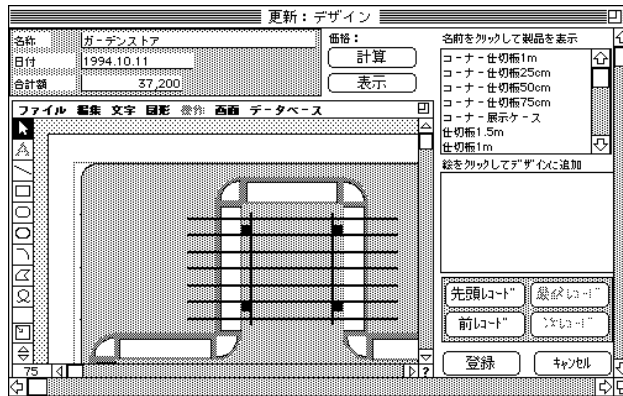 更新：デザイン
名称 ガーデンストア
日付 1994.10.11
合計額 37,200
価格：
計算
表示
名前をクリックして製品を表示
コーナー仕切板1m
コーナー仕切板25cm
コーナー仕切板50cm
コーナー仕切板75cm
コーナー展示ケース
仕切板1.5m
仕切板1m
ファイル 編集 文字 図形 操作 画面 データベース
A
絵をクリックしてデザインに追加
先頭レコード 最終レコード
前レコード 次レコード
登録 キャンセル
75 ?